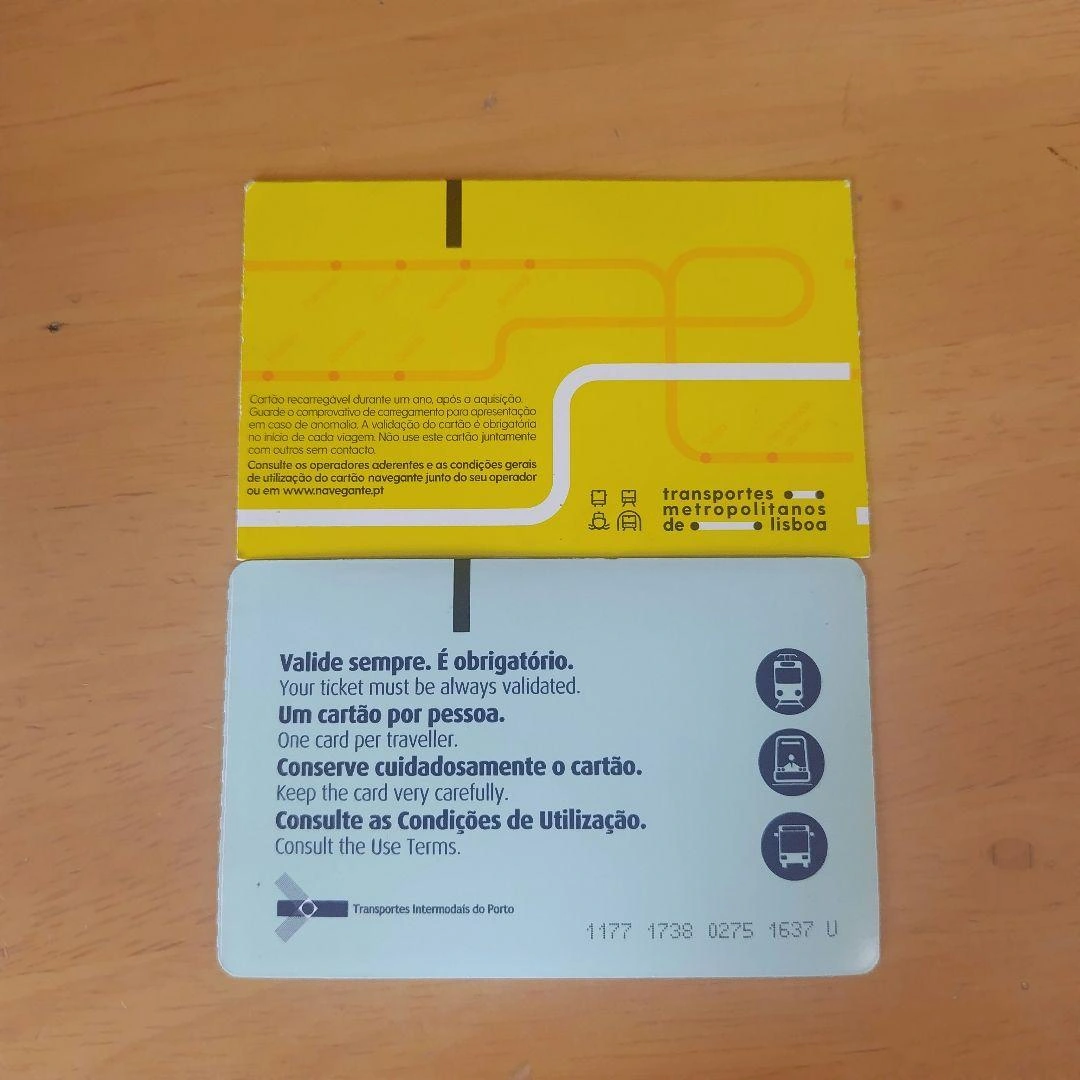 Cartão recarregável durante um ano, após a aquisição.
Guarde o comprovativo de carregamento para apresentação
em caso de anomalia. A validação do cartão é obrigatória
no início de cada viagem. Não use este cartão juntamente
com outros sem contacto.
Consulte os operadores aderentes e as condições gerais
de utilização do cartão navegante junto do seu operador
ou em www.navegante.pt
transportes
metropolitanos
de lisboa
Valide sempre. É obrigatório.
Your ticket must be always validated.
Um cartão por pessoa.
One card per traveller.
Conserve cuidadosamente o cartão.
Keep the card very carefully.
Consulte as Condições de Utilização.
Consult the Use Terms.
Transportes Intermodais do Porto
1177 1738 0275 1637 U